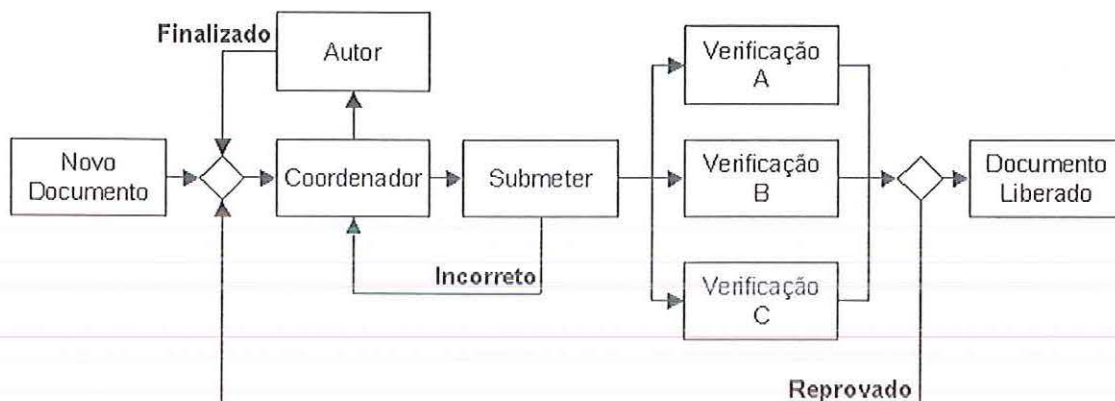 Finalizado
Autor
Verificação
A
Novo
Documento
Coordenador
Submeter
Verificação
B
Documento
Liberado
Incorreto
Verificação
C
Reprovado